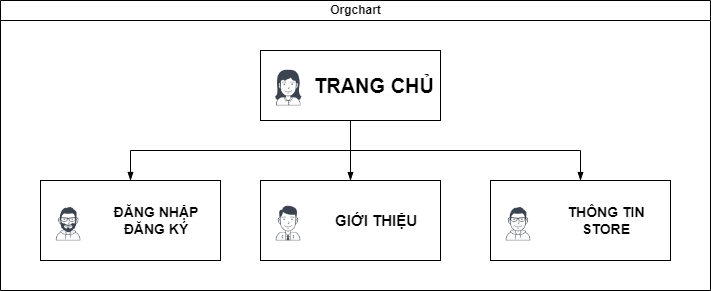 Orgchart
TRANG CHỦ
ĐĂNG NHẬP
ĐĂNG KÝ
GIỚI THIỆU
THÔNG TIN
STORE